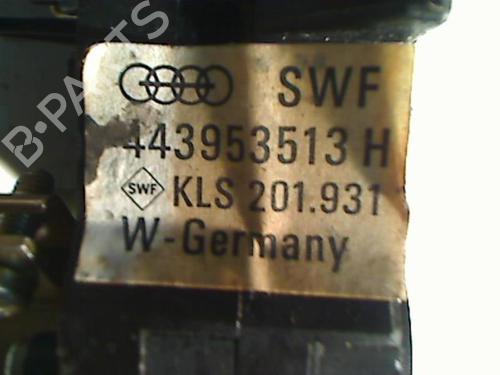 SWF
443953513 H
SWF KLS 201.931
W-Germany
B-PARTS